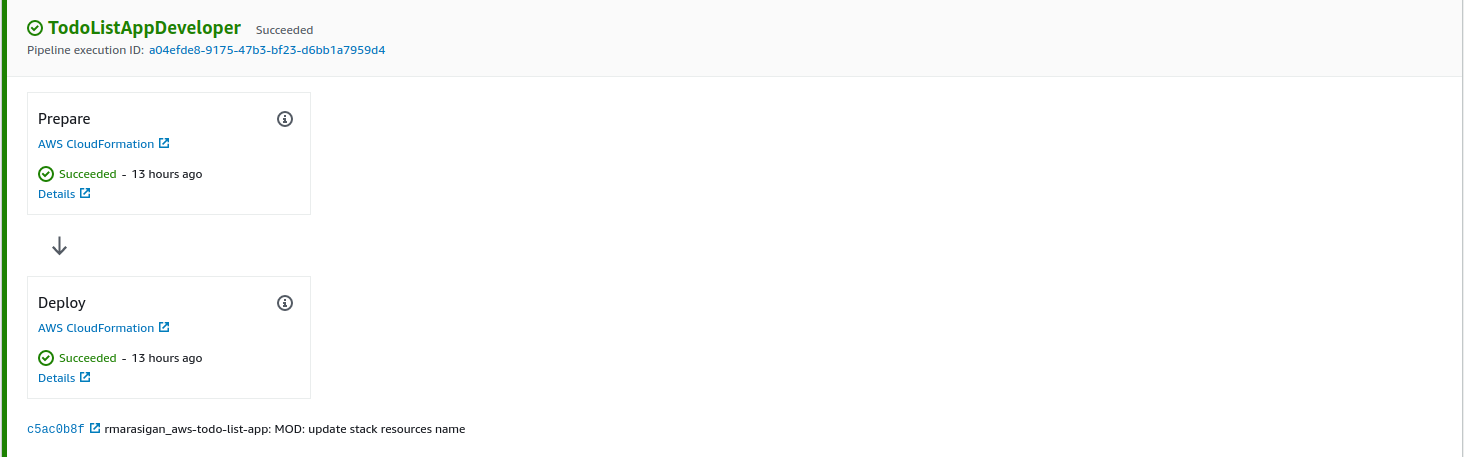 TodoListAppDeveloper Succeeded
Pipeline execution ID: a04efde8-9175-47b3-bf23-d6bb1a7959d4
Prepare
AWS CloudFormation
Succeeded - 13 hours ago
Details
Deploy
AWS CloudFormation
Succeeded - 13 hours ago
Details
c5ac0b8f rmarasigan_aws-todo-list-app: MOD: update stack resources name